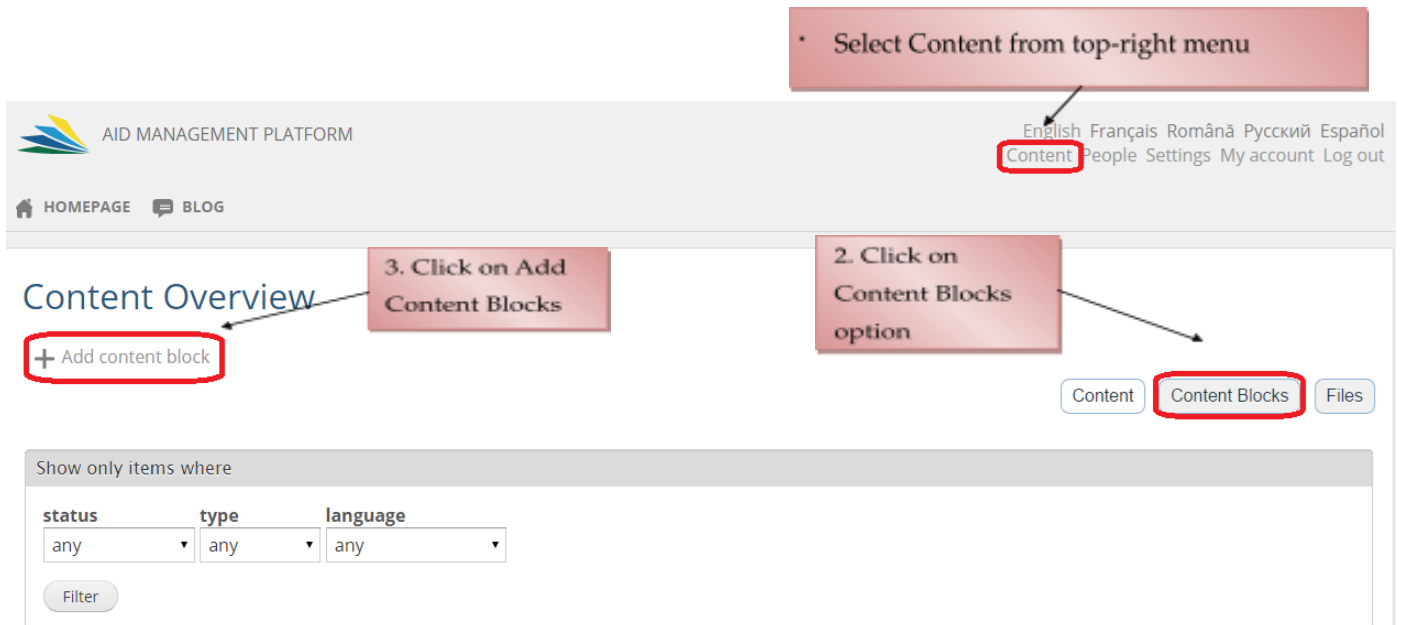 · Select Content from top-right menu
AID MANAGEMENT PLATFORM
English Français Română Русский Español
Content People Settings My account Log out
HOMEPAGE BLOG
3. Click on Add
Content Blocks
2. Click on
Content Blocks
option
Content Overview
+ Add content block
Content Content Blocks Files
Show only items where
status type language
any any any
Filter